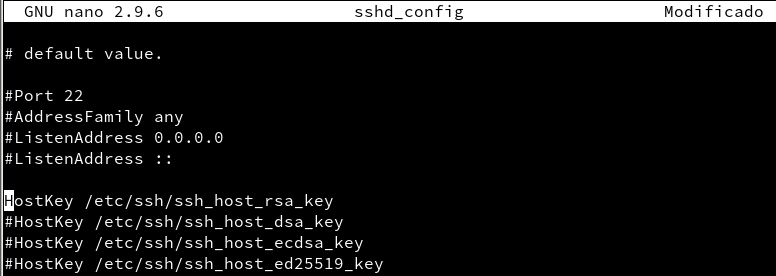 GNU nano 2.9.6 sshd_config Modificado
# default value.
#Port 22
#AddressFamily any
#ListenAddress 0.0.0.0
#ListenAddress ::
HostKey /etc/ssh/ssh_host_rsa_key
#HostKey /etc/ssh/ssh_host_dsa_key
#HostKey /etc/ssh/ssh_host_ecdsa_key
#HostKey /etc/ssh/ssh_host_ed25519_key